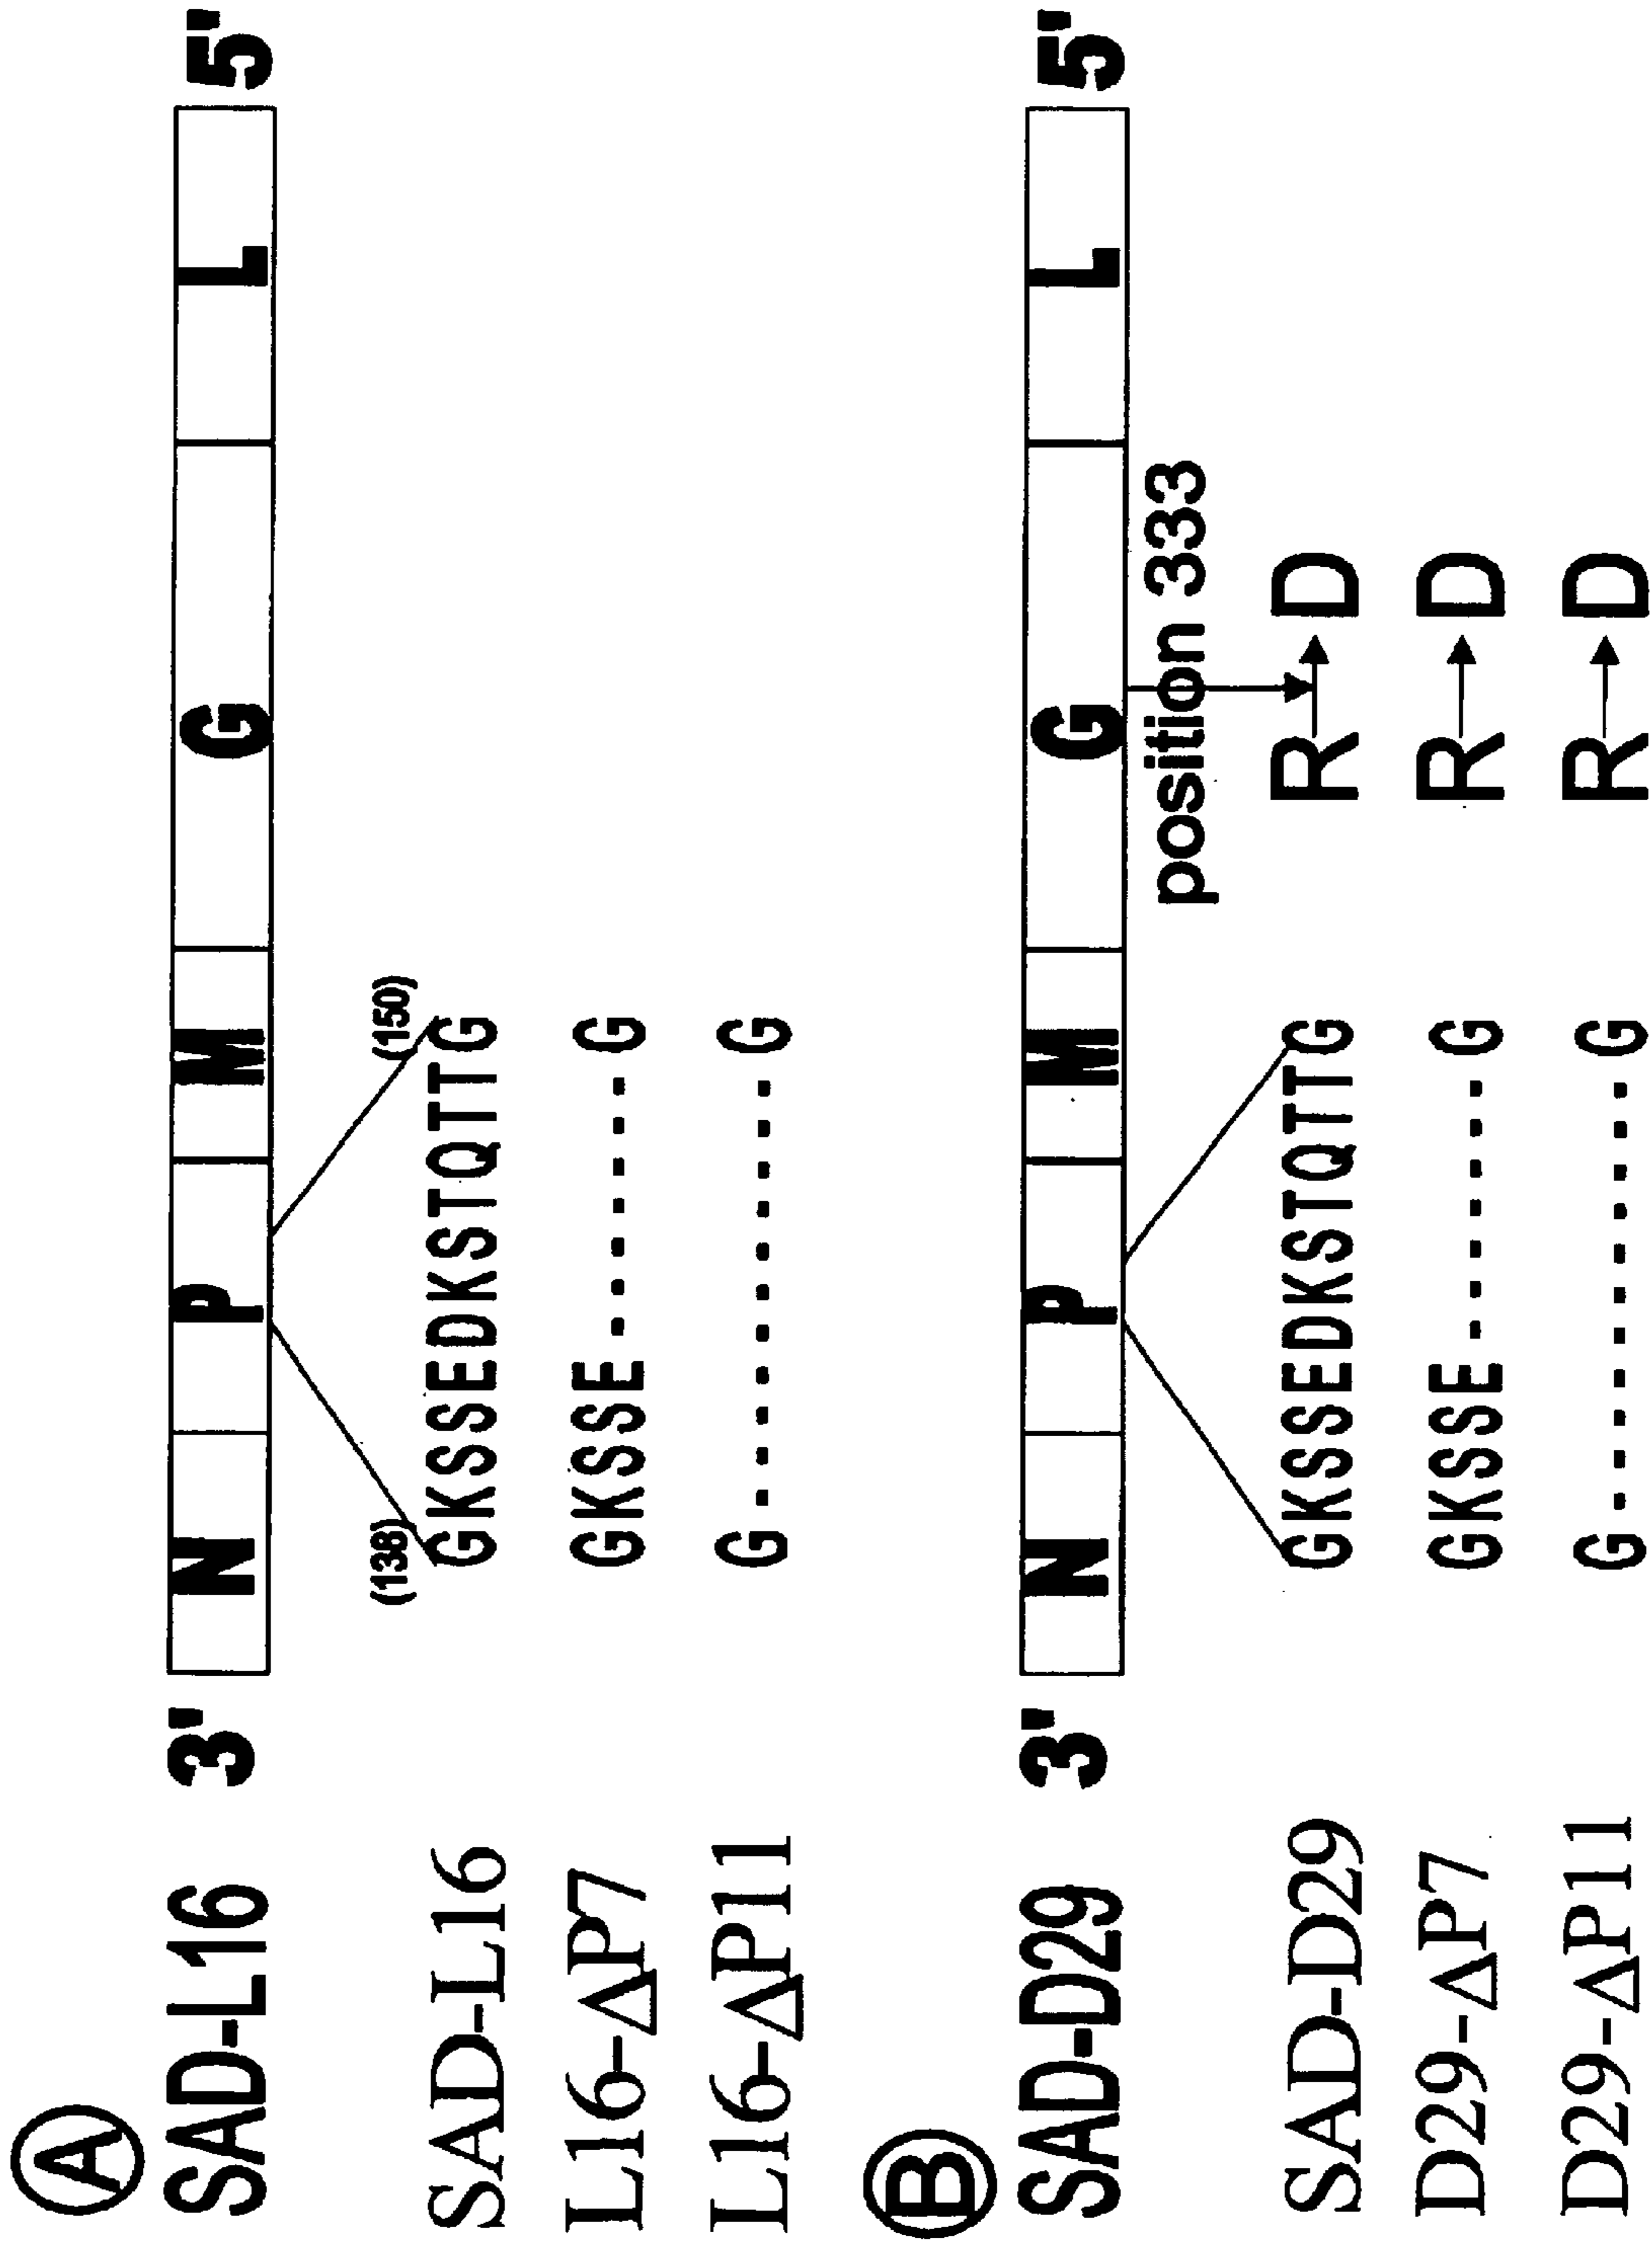 A
SAD-L16 3' N P M G L 5'
(138) (150)
SAD-L16 GKSSEDKSTQTTG
L16-ΔP7 GKSSE-------G
L16-ΔP11 G-----------G
B
SAD-D29 3' N P M G L 5'
position 333
SAD-D29 GKSSEDKSTQTTG R→D
D29-ΔP7 GKSSE-------G R→D
D29-ΔP11 G-----------G R→D